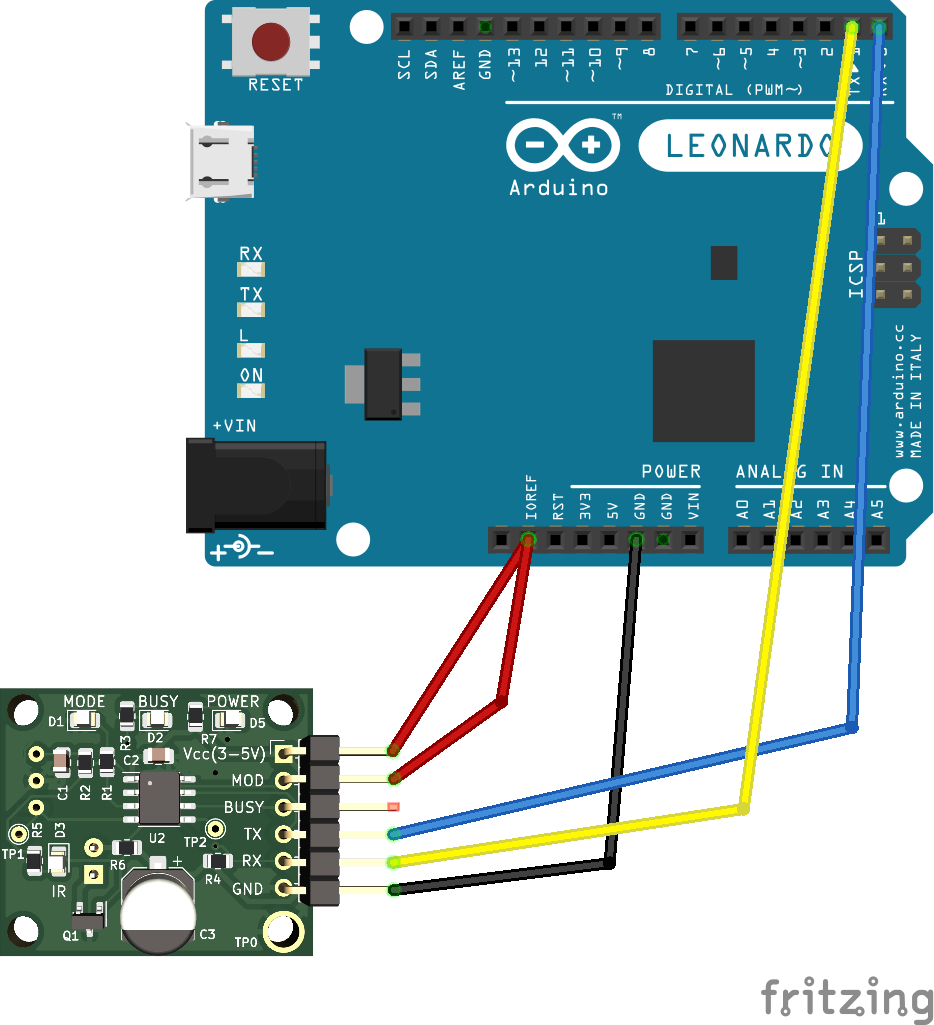 SCL SDA AREF GND ~13 12 ~11 ~10 ~9 8 7 ~6 ~5 4 ~3 2 1
RESET
DIGITAL (PWM~)
TX
™
LEONARDO
Arduino
1
ICSP
RX
TX
L
ON
www.arduino.cc
MADE IN ITALY
+VIN
POWER
ANALOG IN
IOREF RST 3V3 5V GND GND VIN A0 A1 A2 A3 A4 A5
+ -
MODE BUSY POWER
D1 R3 D2 R7 D5
Vcc(3-5V)
MOD
BUSY
TX
RX
GND
C1 R2 R1 C2
U2
TP2
R5 D3
TP1
R6
+
R4
IR
Q1
C3
TP0
fritzing